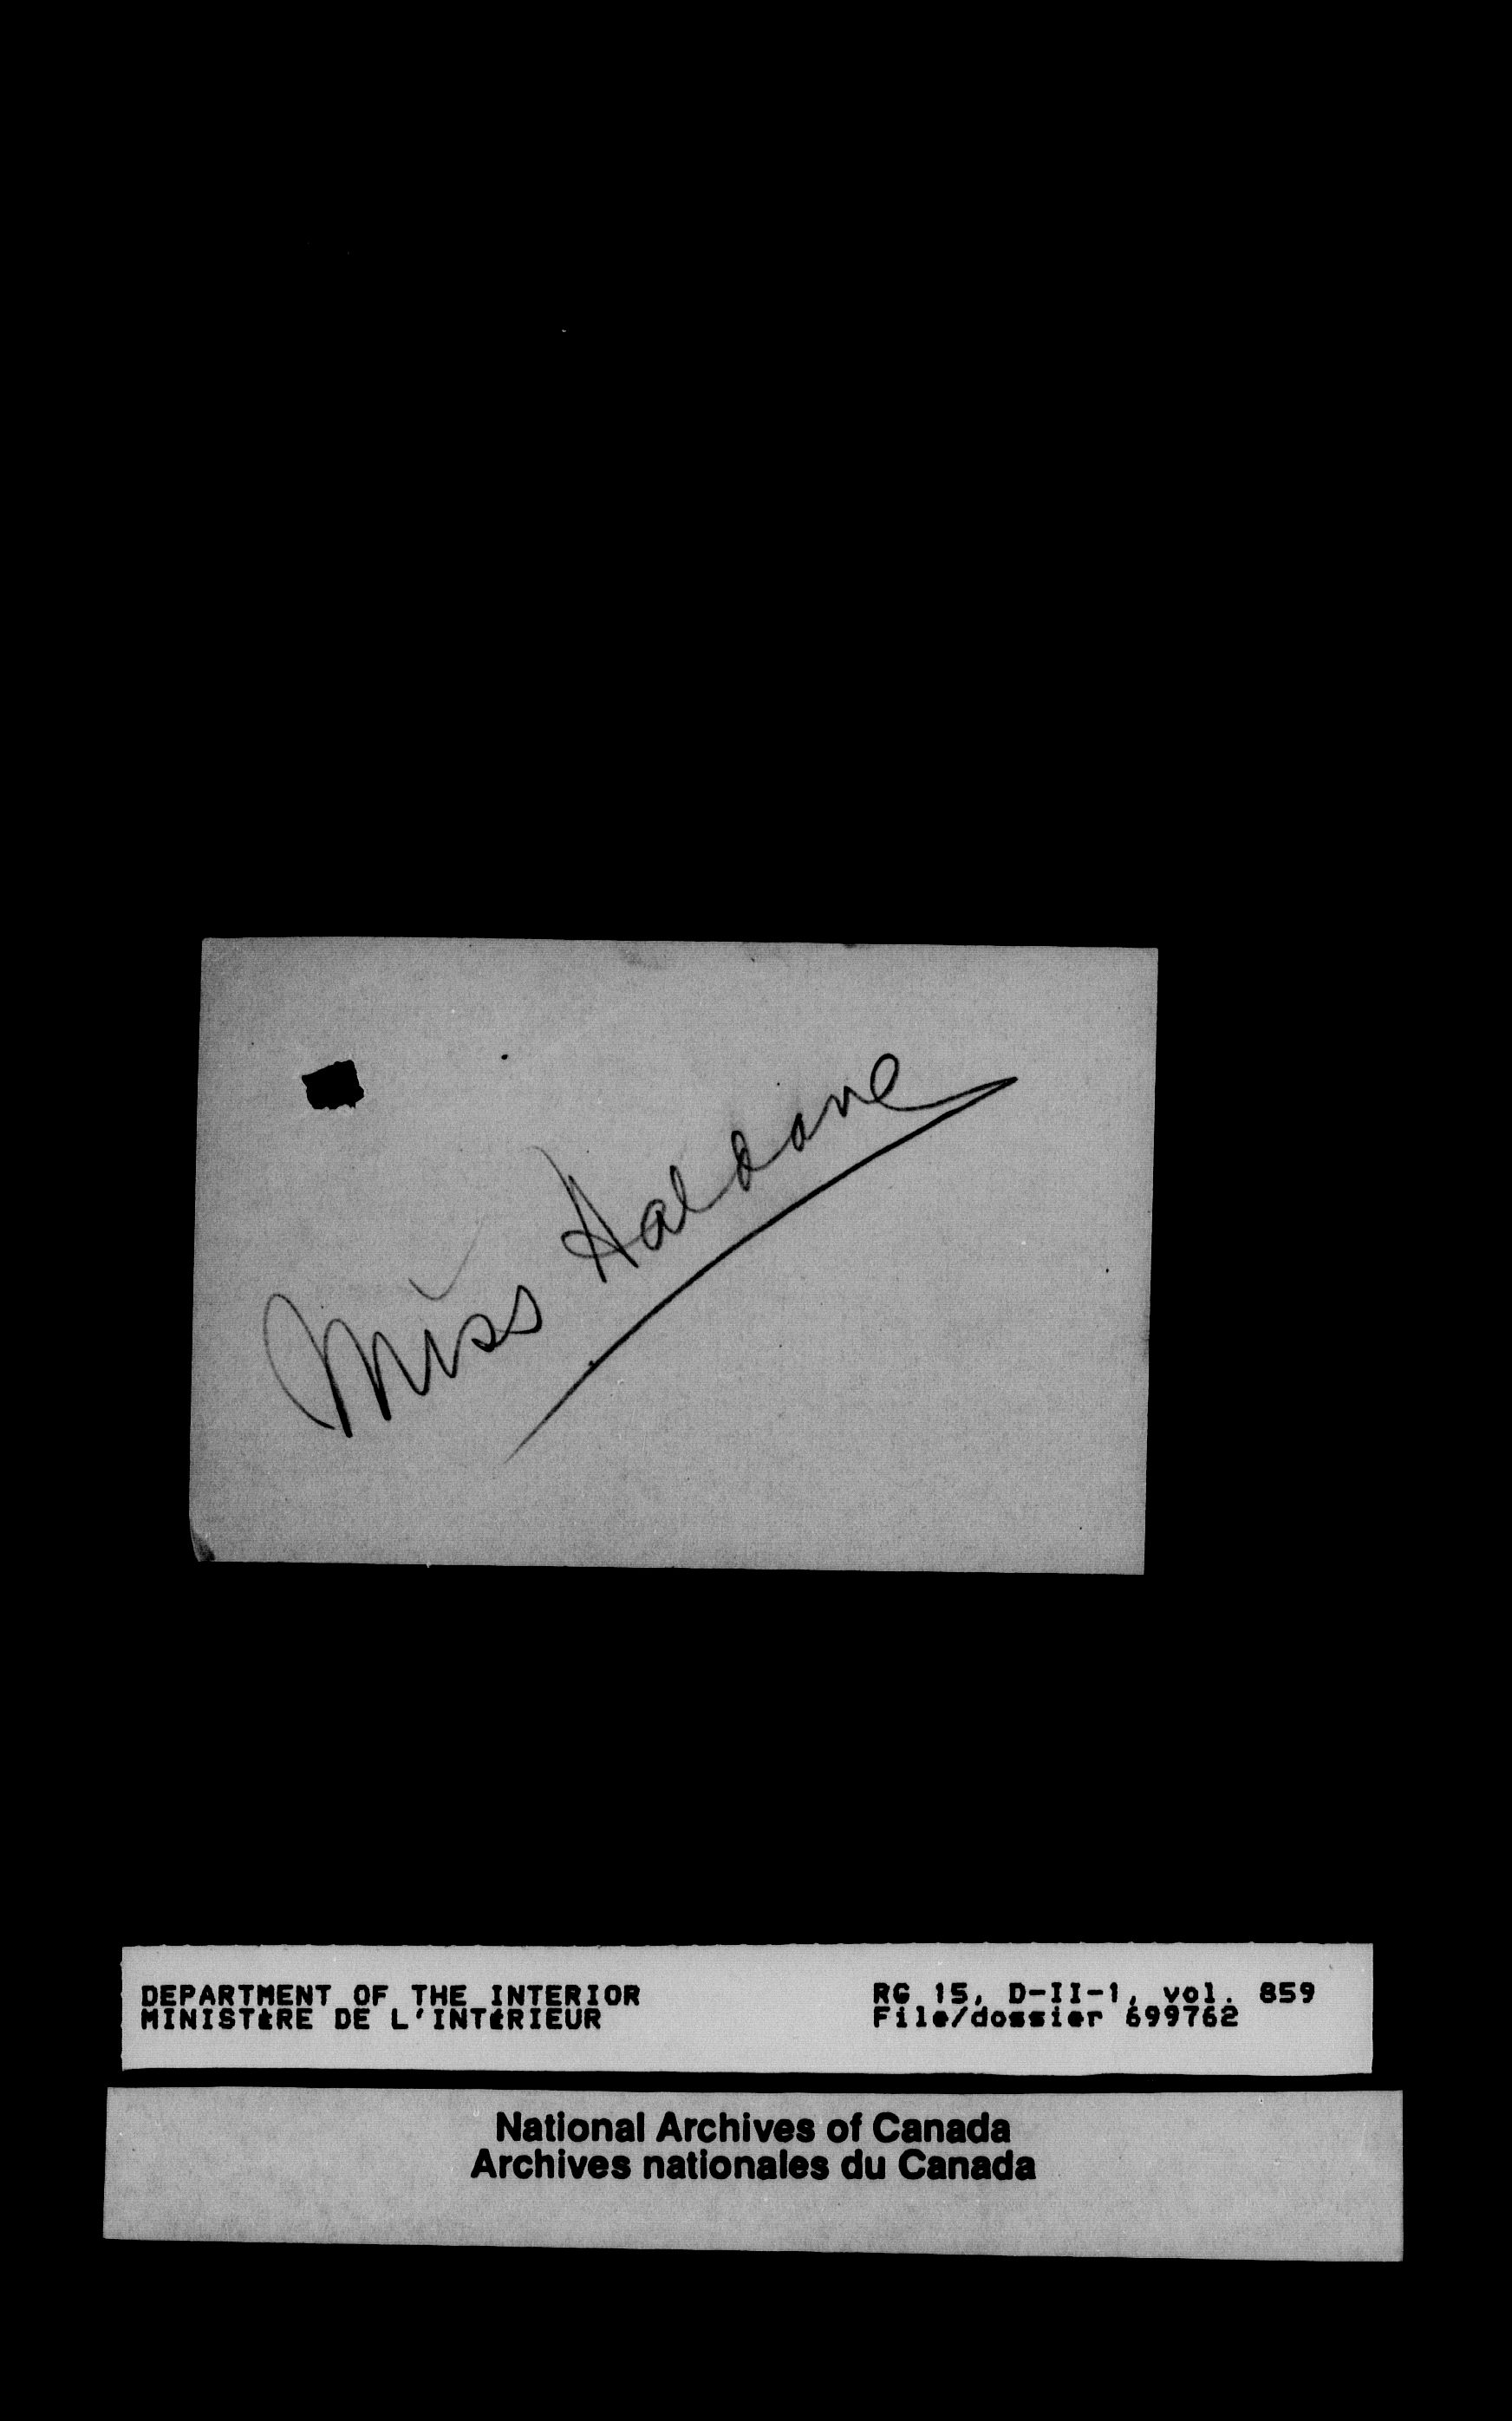 Miss Haldane
DEPARTMENT OF THE INTERIOR
MINISTÈRE DE L'INTÉRIEUR
RG 15, D-II-1, vol. 859
File/dossier 699762
National Archives of Canada
Archives nationales du Canada